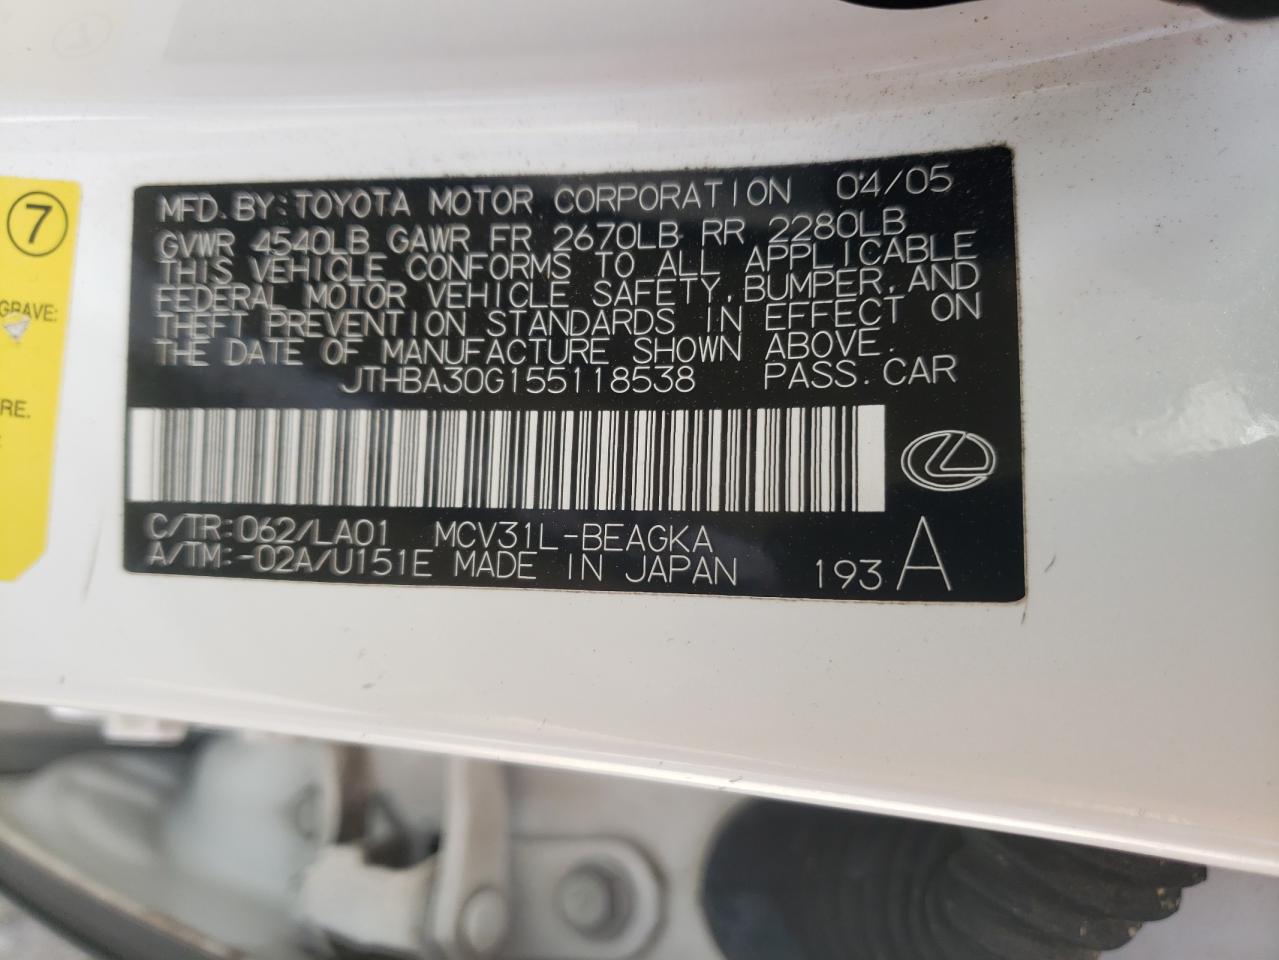 7
GRAVE:
RE.
MFD. BY: TOYOTA MOTOR CORPORATION 04/05
GVWR 4540LB GAWR FR 2670LB RR 2280LB
THIS VEHICLE CONFORMS TO ALL APPLICABLE
FEDERAL MOTOR VEHICLE SAFETY, BUMPER, AND
THEFT PREVENTION STANDARDS IN EFFECT ON
THE DATE OF MANUFACTURE SHOWN ABOVE.
JTHBA30G155118538 PASS. CAR
C/TR: 062/LA01 MCV31L-BEAGKA
A/TM: -02A/U151E MADE IN JAPAN 193 A